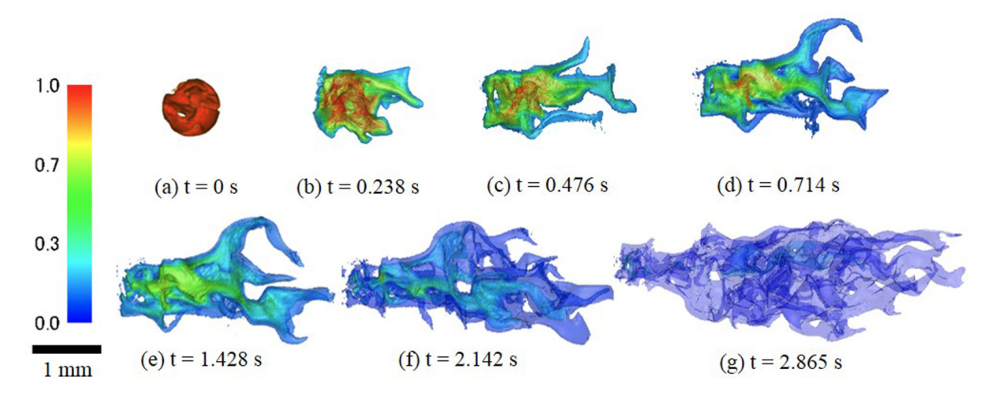 1.0
0.7
0.3
0.0
1 mm
(a) t = 0 s
(b) t = 0.238 s
(c) t = 0.476 s
(d) t = 0.714 s
(e) t = 1.428 s
(f) t = 2.142 s
(g) t = 2.865 s